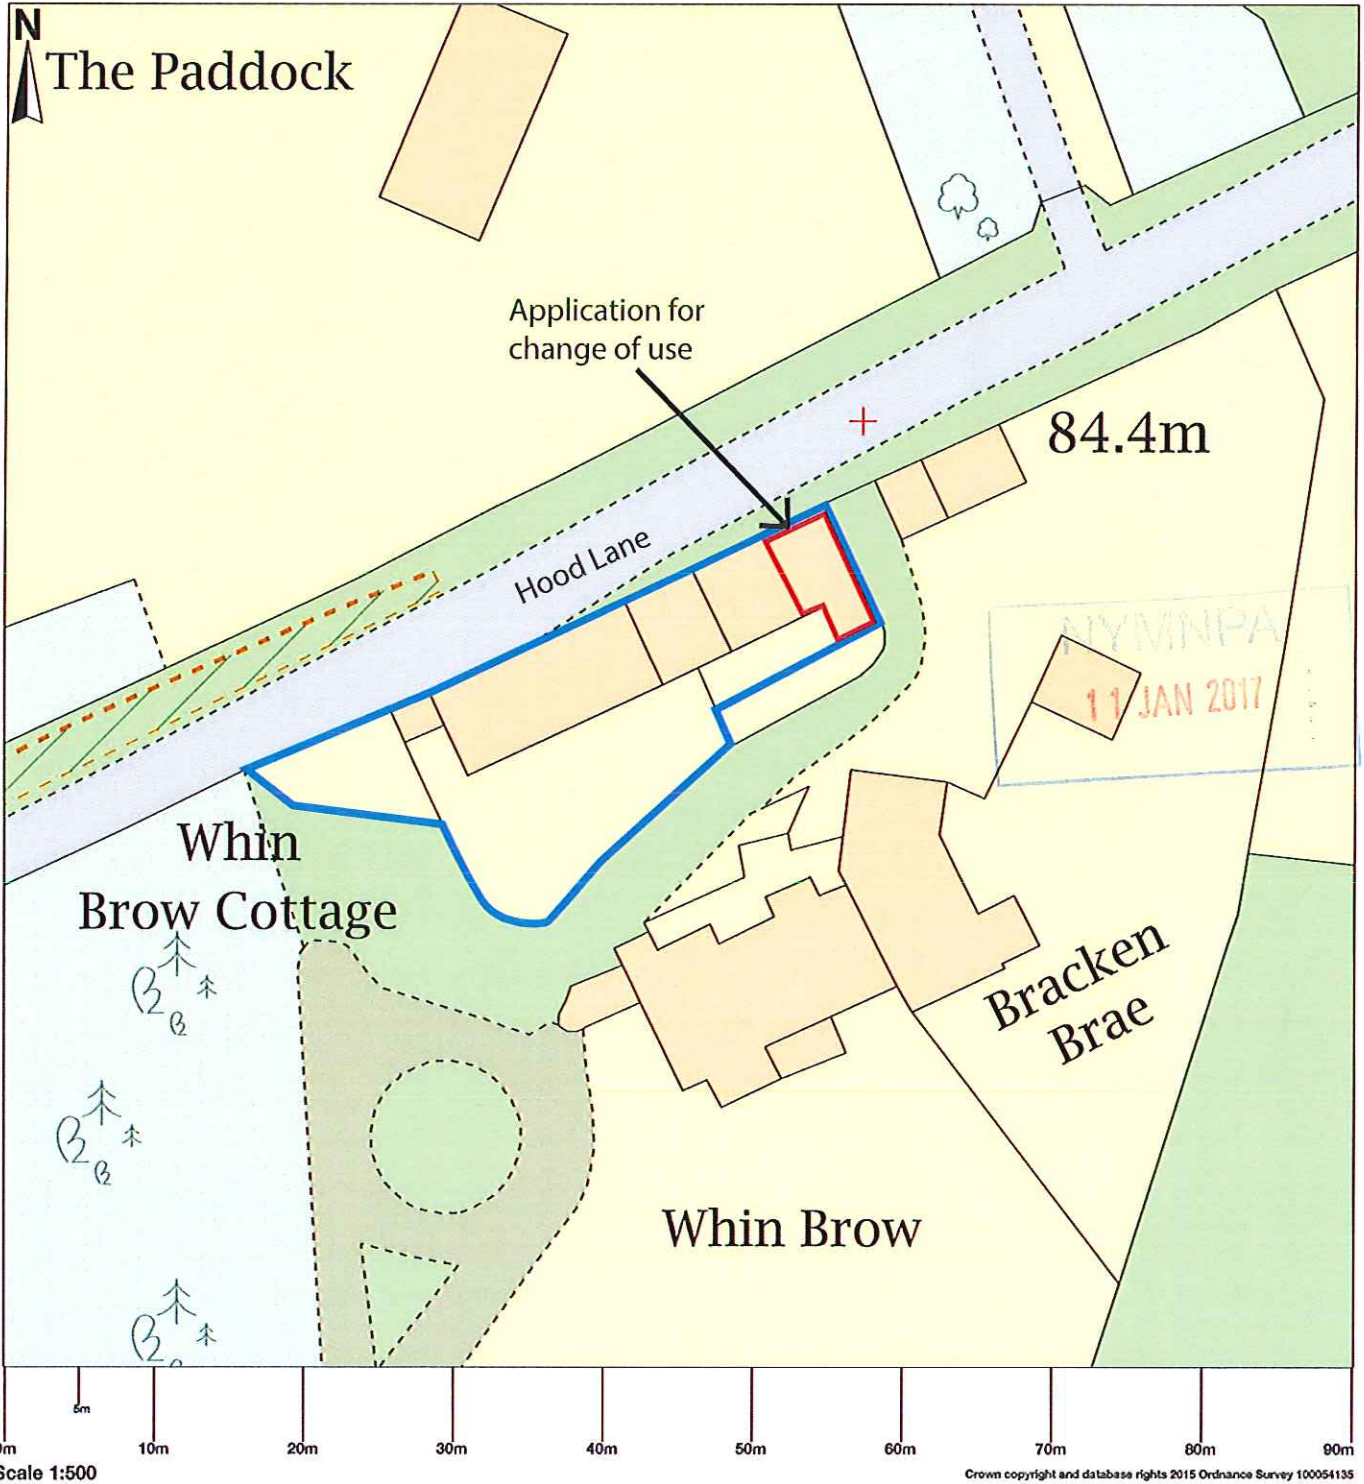 N
The Paddock
Application for
change of use
84.4m
Hood Lane
NYMNPA
11 JAN 2017
Whin
Brow Cottage
Bracken
Brae
Whin Brow
5m
0m 10m 20m 30m 40m 50m 60m 70m 80m 90m
Scale 1:500
Crown copyright and database rights 2015 Ordnance Survey 100054135